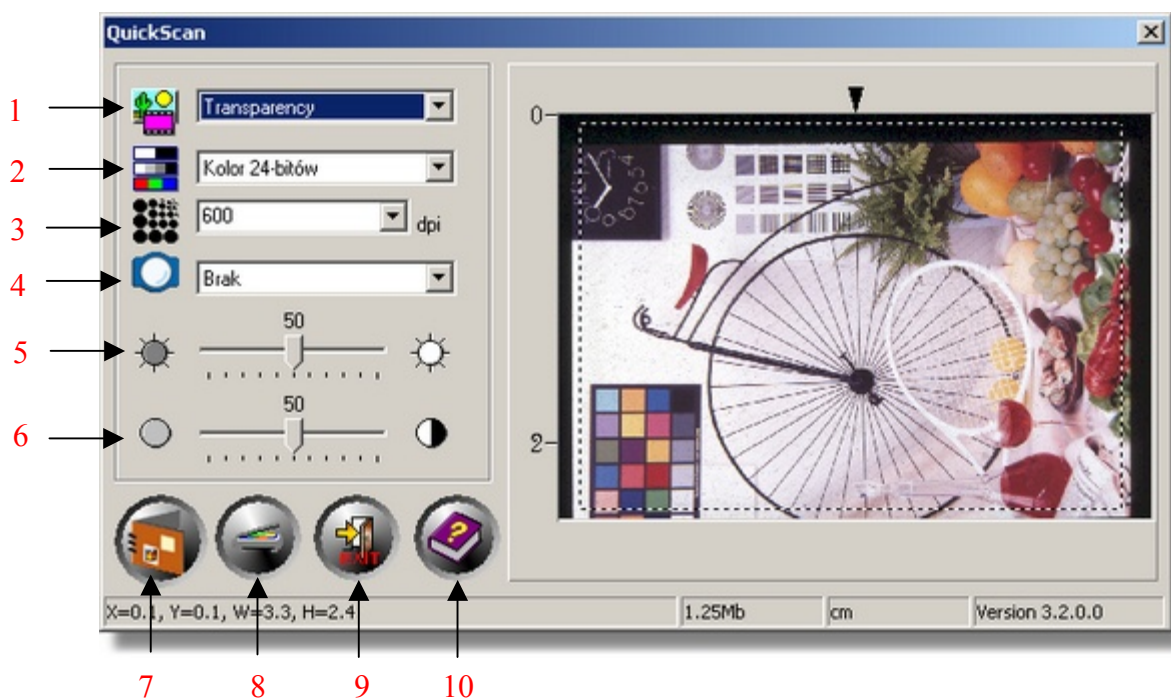 QuickScan
1
Transparency
2
Kolor 24-bitów
3
600
dpi
4
Brak
50
5
50
6
0
2
EXIT
?
X=0.1, Y=0.1, W=3.3, H=2.4
1.25Mb
cm
Version 3.2.0.0
7
8
9
10